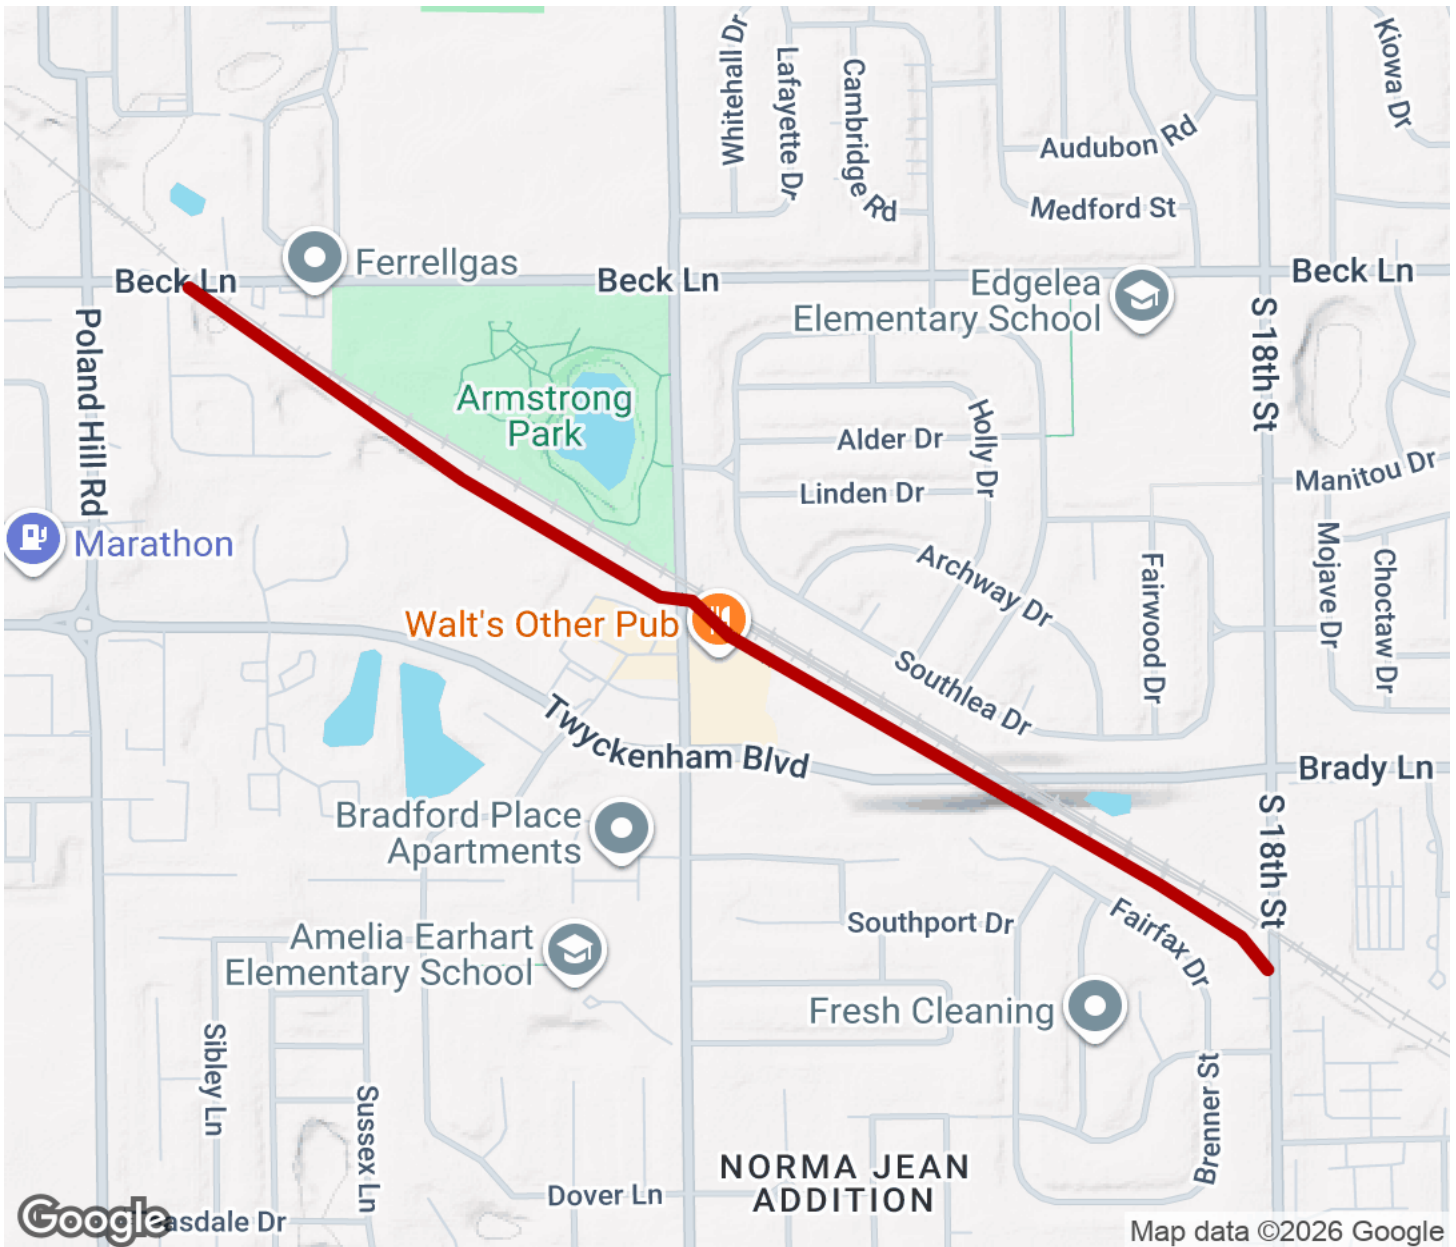 Whitehall Dr
Lafayette Dr
Cambridge
Rd
Kiowa Dr
Audubon Rd
Medford St
Beck Ln
Ferrellgas
Beck Ln
Edgelea
Elementary School
Beck Ln
Poland Hill Rd
S 18th St
Armstrong
Park
Holly Dr
Alder Dr
Linden Dr
Manitou Dr
Marathon
Archway Dr
Fairwood Dr
Mojave Dr
Choctaw Dr
Walt's Other Pub
Southlea Dr
Twyckenham Blvd
Brady Ln
S 18th St
Bradford Place
Apartments
Southport Dr
Fairfax Dr
Amelia Earhart
Elementary School
Fresh Cleaning
Sibley Ln
Sussex Ln
Brenner St
NORMA JEAN
ADDITION
Dover Ln
Google
asdale Dr
Map data ©2026 Google